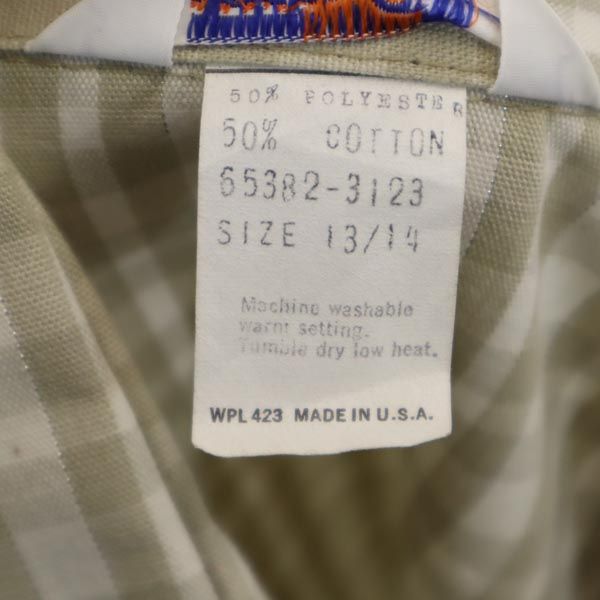 50% POLYESTER
50% COTTON
65382-3123
SIZE 13/14
Machine washable
warm setting.
Tumble dry low heat.
WPL 423 MADE IN U.S.A.